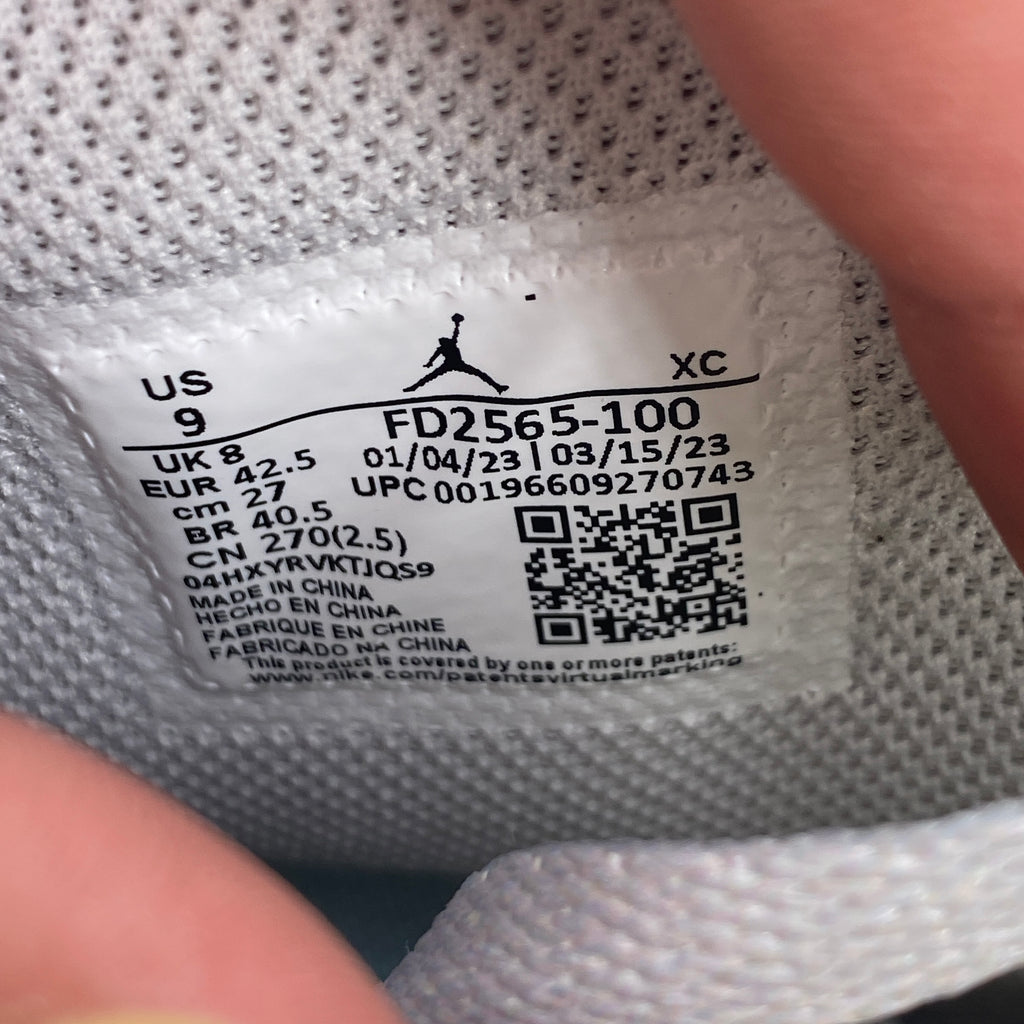 US
XC
9
FD2565-100
UK 8
01/04/23 | 03/15/23
EUR 42.5
UPC 00196609270743
cm 27
BR 40.5
CN 270(2.5)
04HXYRVKTJQS9
MADE IN CHINA
HECHO EN CHINA
FABRIQUE EN CHINE
FABRICADO NA CHINA
This product is covered by one or more patents:
www.nike.com/patentsvirtualmarking